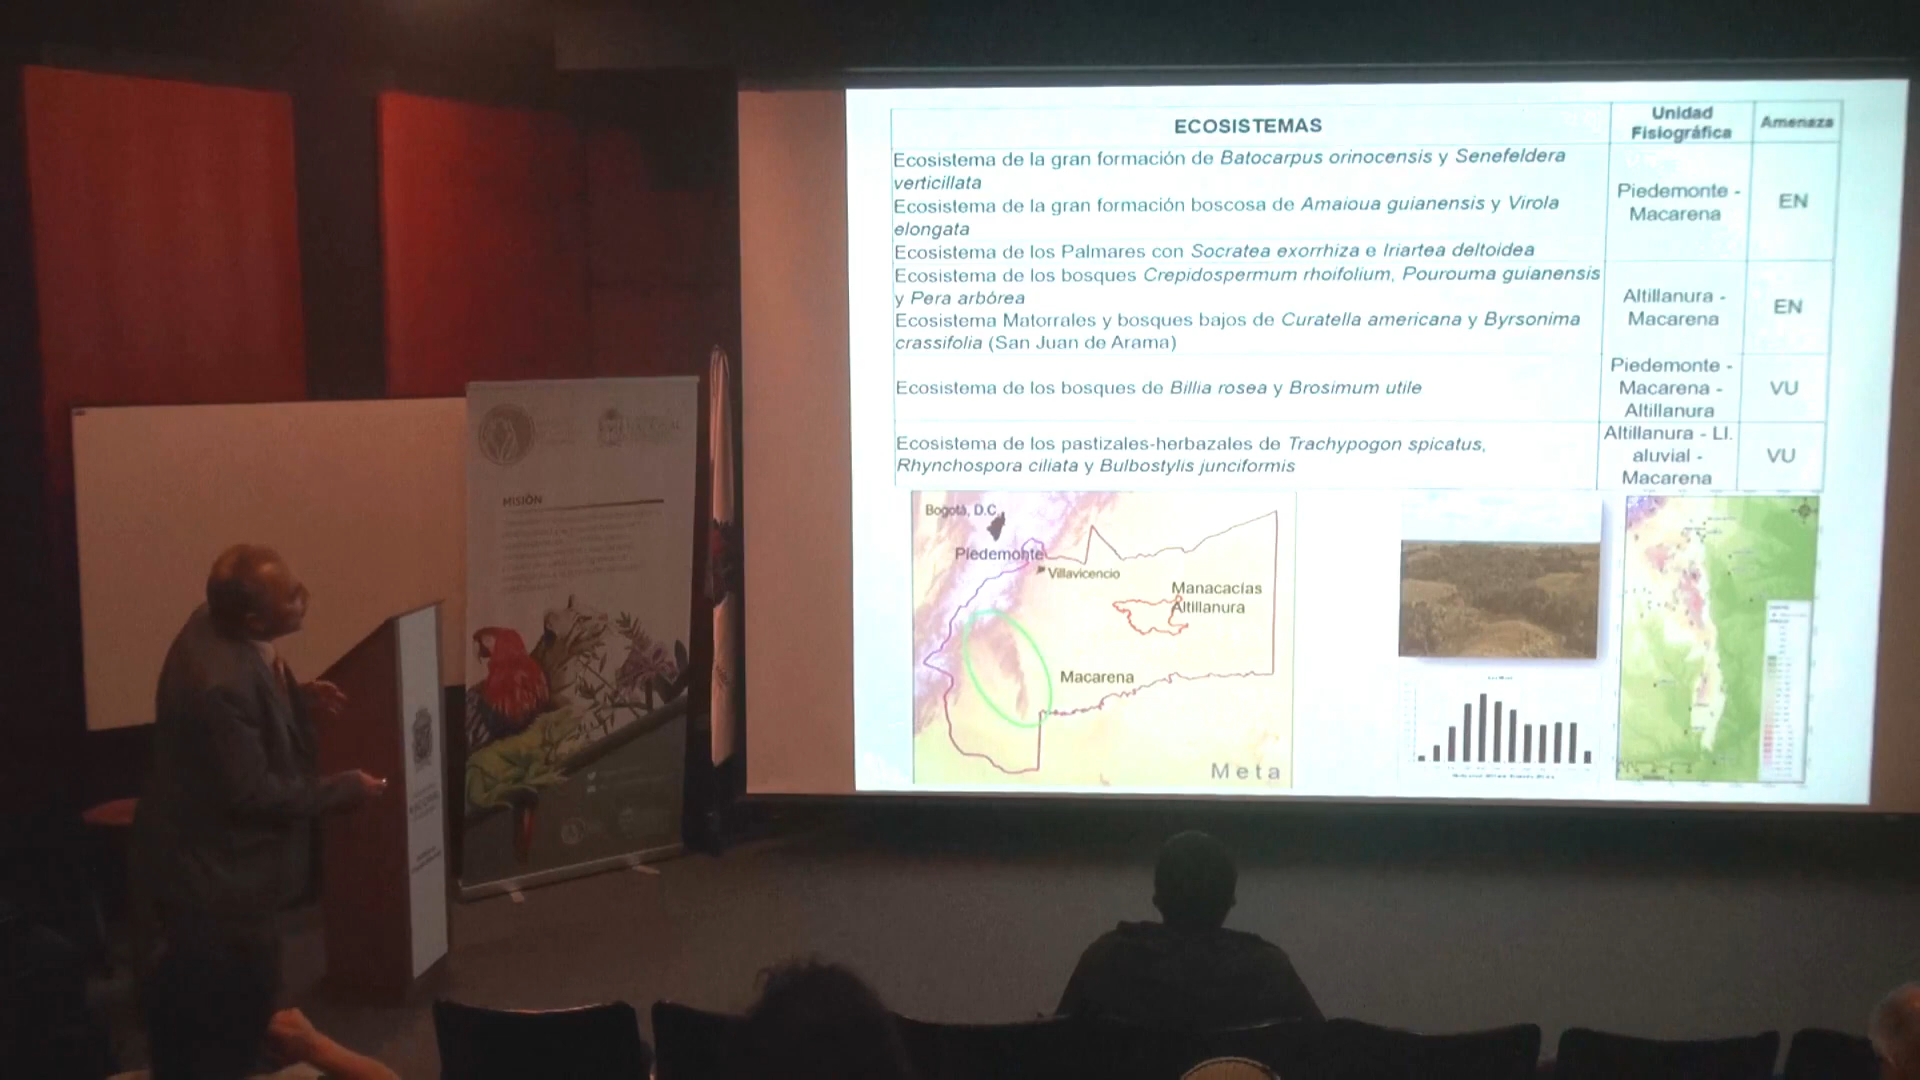 ECOSISTEMAS
Unidad
Fisiográfica
Amenaza
Ecosistema de la gran formación de Batocarpus orinocensis y Senefeldera
verticillata
Ecosistema de la gran formación boscosa de Amaioua guianensis y Virola
elongata
Ecosistema de los Palmares con Socratea exorrhiza e Iriartea deltoidea
Piedemonte -
Macarena
EN
Ecosistema de los bosques Crepidospermum rhoifolium, Pourouma guianensis
y Pera arbórea
Ecosistema Matorrales y bosques bajos de Curatella americana y Byrsonima
crassifolia (San Juan de Arama)
Altillanura -
Macarena
EN
Ecosistema de los bosques de Billia rosea y Brosimum utile
Piedemonte -
Macarena -
Altillanura
VU
Ecosistema de los pastizales-herbazales de Trachypogon spicatus,
Rhynchospora ciliata y Bulbostylis junciformis
Altillanura - Ll.
aluvial -
Macarena
VU
Bogotá, D.C.
Piedemonte
Villavicencio
Manacacías
Altillanura
Macarena
Meta
MISIÓN